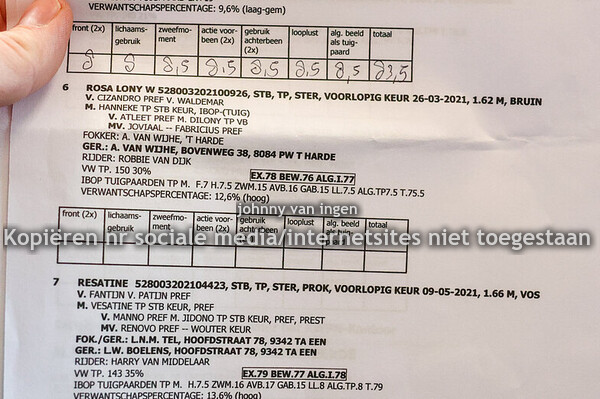 VERWANTSCHAPSPERCENTAGE: 9,6% (laag-gem)
front (2x) lichaams-gebruik zweefmo-ment actie voor-been (2x) gebruik achterbeen (2x) looplust alg. beeld als tuig-paard totaal
8 8 8,5 8,5 8,5 8,5 8,5 83,5
6 ROSA LONY W 528003202100926, STB, TP, STER, VOORLOPIG KEUR 26-03-2021, 1.62 M, BRUIN
V. CIZANDRO PREF V. WALDEMAR
M. HANNEKE TP STB KEUR, IBOP-(TUIG)
V. ATLEET PREF M. DILONY TP VB
MV. JOVIAAL -- FABRICIUS PREF
FOKKER: A. VAN WIJHE, 'T HARDE
GER.: A. VAN WIJHE, BOVENWEG 38, 8084 PW T HARDE
RIJDER: ROBBIE VAN DIJK
VW TP. 150 30% EX.78 BEW.76 ALG.I.77
IBOP TUIGPAARDEN TP M. F.7 H.7.5 ZWM.15 AVB.16 GAB.15 LL.7.5 ALG.TP7.5 T.75.5
VERWANTSCHAPSPERCENTAGE: 12,6% (hoog)
johnny van ingen
front (2x) lichaams-gebruik zweefmo-ment actie voor-been (2x) gebruik achterbeen (2x) looplust alg. beeld als tuig-paard totaal
Kopiëren nr sociale media/internetsites niet toegestaan
7 RESATINE 528003202104423, STB, TP, STER, PROK, VOORLOPIG KEUR 09-05-2021, 1.66 M, VOS
V. FANTIJN V. PATIJN PREF
M. VESATINE TP STB KEUR, PREF
V. MANNO PREF M. JIDONO TP STB KEUR, PREF, PREST
MV. RENOVO PREF -- WOUTER KEUR
FOK./GER.: L.N.M. TEL, HOOFDSTRAAT 78, 9342 TA EEN
GER.: L.W. BOELENS, HOOFDSTRAAT 78, 9342 TA EEN
RIJDER: HARRY VAN MIDDELAAR
VW TP. 143 35% EX.79 BEW.77 ALG.I.78
IBOP TUIGPAARDEN TP M. H.7.5 ZWM.16 AVB.17 GAB.15 LL.8 ALG.TP.8 T.79
VERWANTSCHAPSPERCENTAGE: 13,6% (hoog)